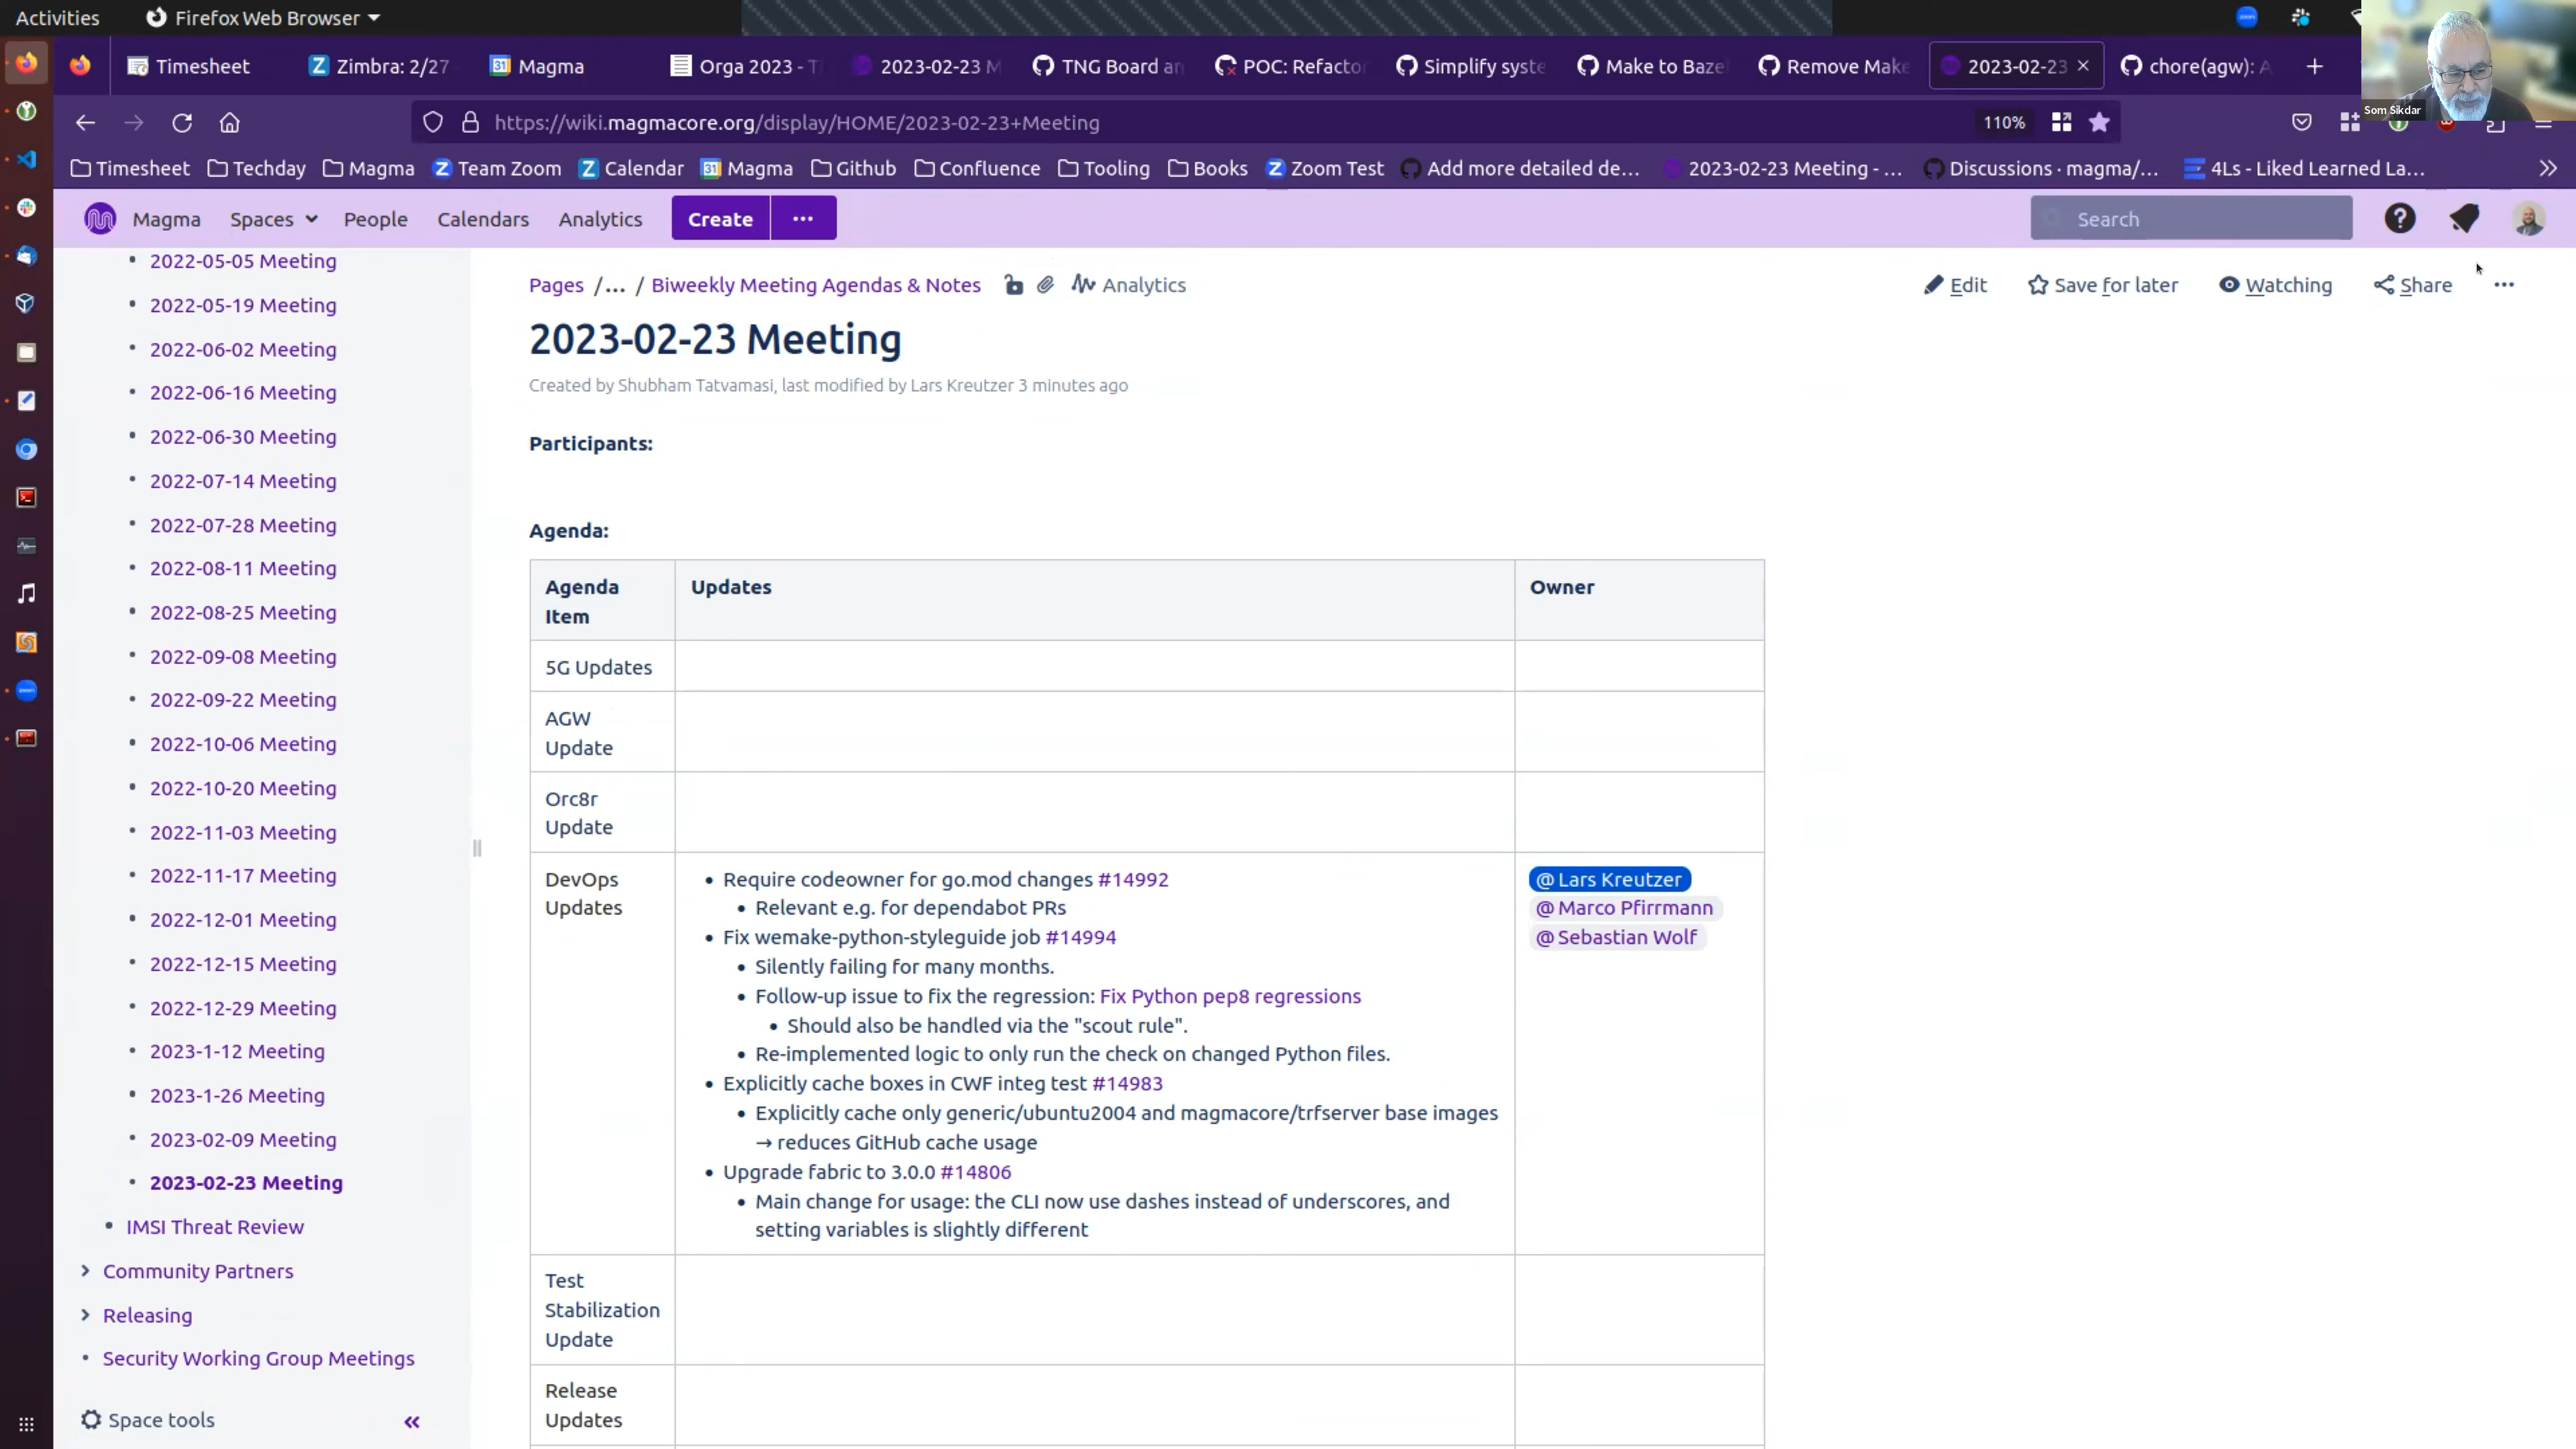 Activities
Firefox Web Browser
Timesheet
Zimbra: 2/27
Magma
Orga 2023 - T
2023-02-23 M
TNG Board an
POC: Refacto
Simplify syste
Make to Baze
Remove Make
2023-02-23
chore(agw): A
Som Sikdar
https://wiki.magmacore.org/display/HOME/2023-02-23+Meeting
110%
Timesheet
Techday
Magma
Team Zoom
Calendar
Magma
Github
Confluence
Tooling
Books
Zoom Test
Add more detailed de...
2023-02-23 Meeting - ...
Discussions · magma/...
4Ls - Liked Learned La...
Magma
Spaces
People
Calendars
Analytics
Create
Search
2022-05-05 Meeting
2022-05-19 Meeting
2022-06-02 Meeting
2022-06-16 Meeting
2022-06-30 Meeting
2022-07-14 Meeting
2022-07-28 Meeting
2022-08-11 Meeting
2022-08-25 Meeting
2022-09-08 Meeting
2022-09-22 Meeting
2022-10-06 Meeting
2022-10-20 Meeting
2022-11-03 Meeting
2022-11-17 Meeting
2022-12-01 Meeting
2022-12-15 Meeting
2022-12-29 Meeting
2023-1-12 Meeting
2023-1-26 Meeting
2023-02-09 Meeting
2023-02-23 Meeting
IMSI Threat Review
Community Partners
Releasing
Security Working Group Meetings
Space tools
Pages /... / Biweekly Meeting Agendas & Notes
Analytics
Edit
Save for later
Watching
Share
2023-02-23 Meeting
Created by Shubham Tatvamasi, last modified by Lars Kreutzer 3 minutes ago
Participants:
Agenda:
Agenda
Item
Updates
Owner
5G Updates
AGW
Update
Orc8r
Update
DevOps
Updates
Require codeowner for go.mod changes #14992
Relevant e.g. for dependabot PRs
Fix wemake-python-styleguide job #14994
Silently failing for many months.
Follow-up issue to fix the regression: Fix Python pep8 regressions
Should also be handled via the "scout rule".
Re-implemented logic to only run the check on changed Python files.
Explicitly cache boxes in CWF integ test #14983
Explicitly cache only generic/ubuntu2004 and magmacore/trfserver base images
→ reduces GitHub cache usage
Upgrade fabric to 3.0.0 #14806
Main change for usage: the CLI now use dashes instead of underscores, and
setting variables is slightly different
@ Lars Kreutzer
@ Marco Pfirrmann
@ Sebastian Wolf
Test
Stabilization
Update
Release
Updates